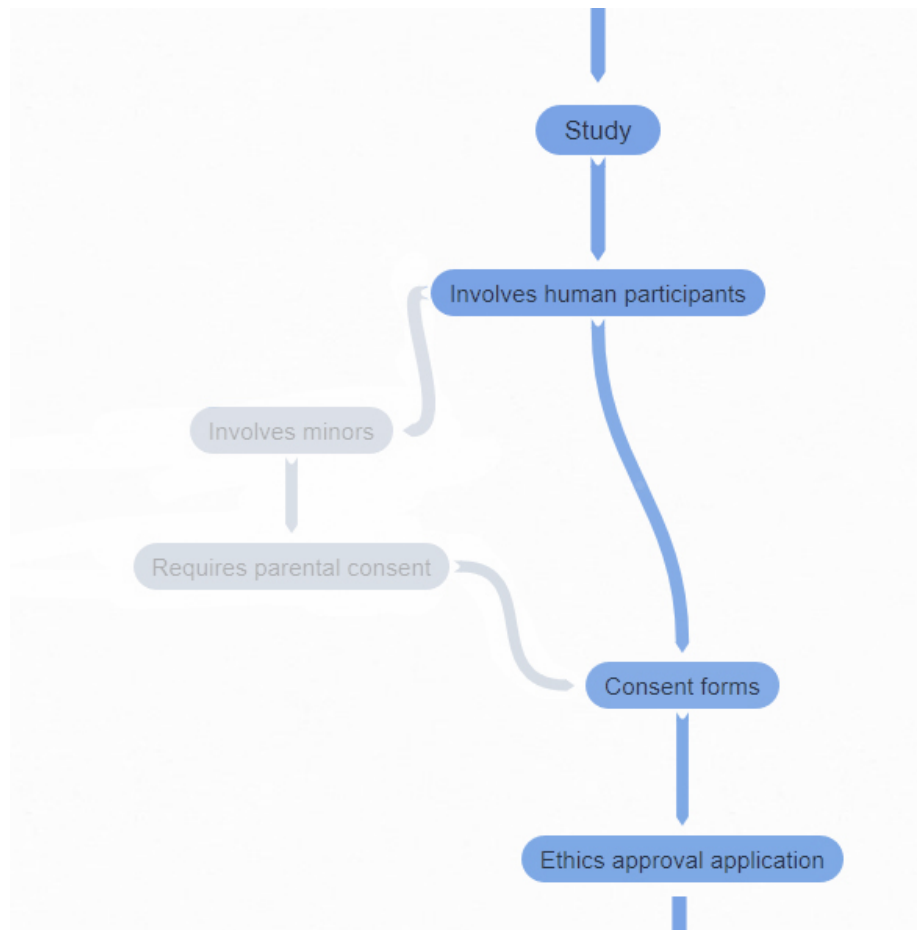 Study
Involves human participants
Involves minors
Requires parental consent
Consent forms
Ethics approval application